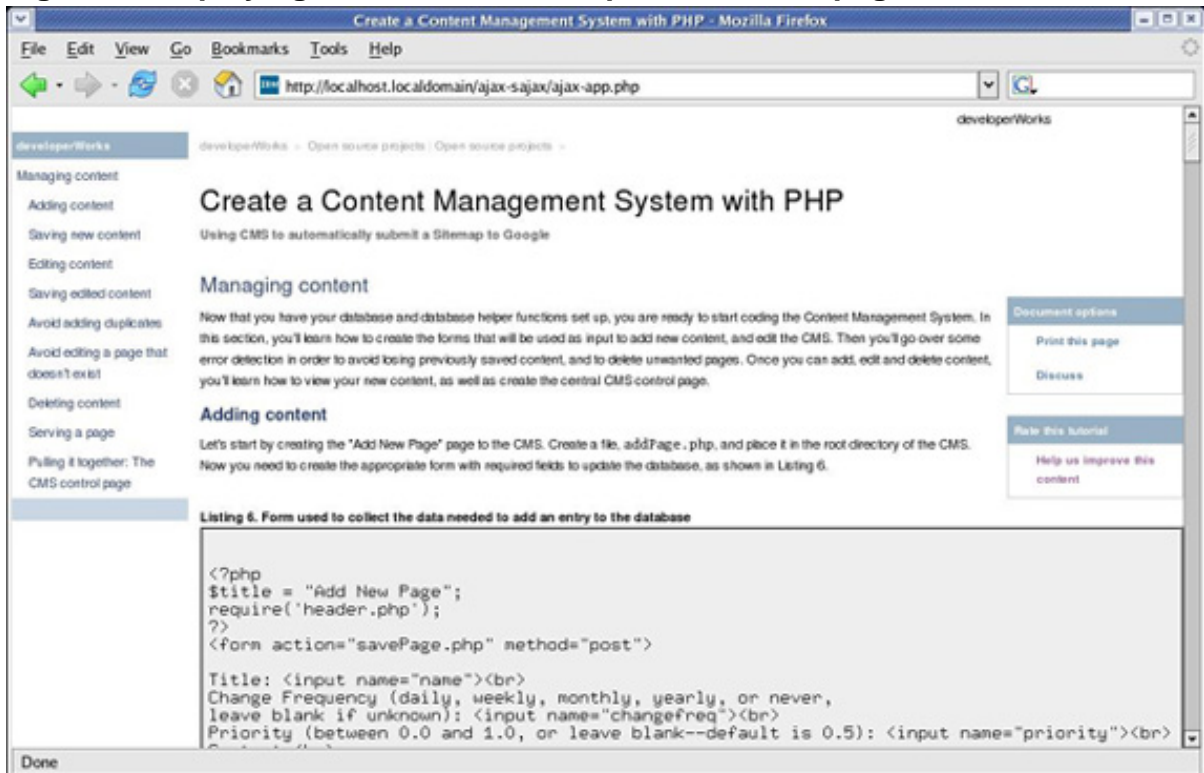 Create a Content Management System with PHP - Mozilla Firefox
File Edit View Go Bookmarks Tools Help
http://localhost.localdomain/ajax-sajax/ajax-app.php
developerWorks
developerWorks
Managing content
Adding content
Saving new content
Editing content
Saving edited content
Avoid adding duplicates
Avoid editing a page that
doesn't exist
Deleting content
Serving a page
Pulling it together: The
CMS control page
developerWorks > Open source projects | Open source projects >
Create a Content Management System with PHP
Using CMS to automatically submit a Sitemap to Google
Managing content
Now that you have your database and database helper functions set up, you are ready to start coding the Content Management System. In
this section, you'll learn how to create the forms that will be used as input to add new content, and edit the CMS. Then you'll go over some
error detection in order to avoid losing previously saved content, and to delete unwanted pages. Once you can add, edit and delete content,
you'll learn how to view your new content, as well as create the central CMS control page.
Adding content
Let's start by creating the "Add New Page" page to the CMS. Create a file, addPage.php, and place it in the root directory of the CMS.
Now you need to create the appropriate form with required fields to update the database, as shown in Listing 6.
Document options
Print this page
Discuss
Rate this tutorial
Help us improve this
content
Listing 6. Form used to collect the data needed to add an entry to the database
<?php
$title = "Add New Page";
require('header.php');
?>
<form action="savePage.php" method="post">
Title: <input name="name"><br>
Change Frequency (daily, weekly, monthly, yearly, or never,
leave blank if unknown): <input name="changefreq"><br>
Priority (between 0.0 and 1.0, or leave blank--default is 0.5): <input name="priority"><br>
Done